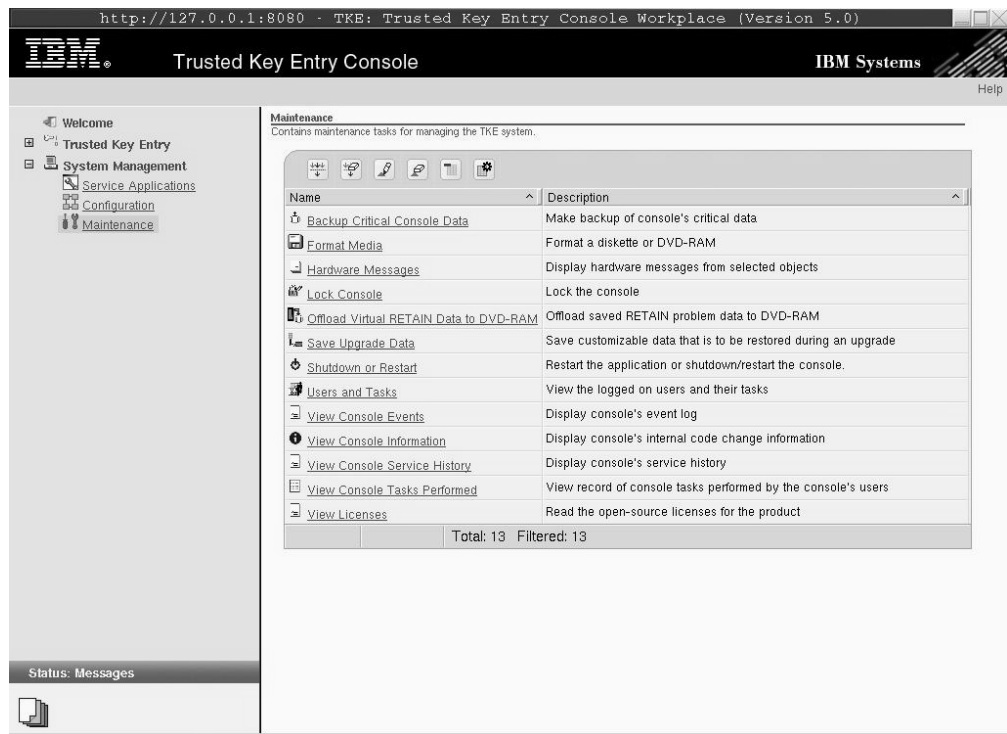 http://127.0.0.1:8080 - TKE: Trusted Key Entry Console Workplace (Version 5.0)
IBM® Trusted Key Entry Console IBM Systems
Help
Welcome
Trusted Key Entry
System Management
Service Applications
Configuration
Maintenance
Maintenance
Contains maintenance tasks for managing the TKE system.
Name Description
Backup Critical Console Data Make backup of console's critical data
Format Media Format a diskette or DVD-RAM
Hardware Messages Display hardware messages from selected objects
Lock Console Lock the console
Offload Virtual RETAIN Data to DVD-RAM Offload saved RETAIN problem data to DVD-RAM
Save Upgrade Data Save customizable data that is to be restored during an upgrade
Shutdown or Restart Restart the application or shutdown/restart the console.
Users and Tasks View the logged on users and their tasks
View Console Events Display console's event log
View Console Information Display console's internal code change information
View Console Service History Display console's service history
View Console Tasks Performed View record of console tasks performed by the console's users
View Licenses Read the open-source licenses for the product
Total: 13 Filtered: 13
Status: Messages